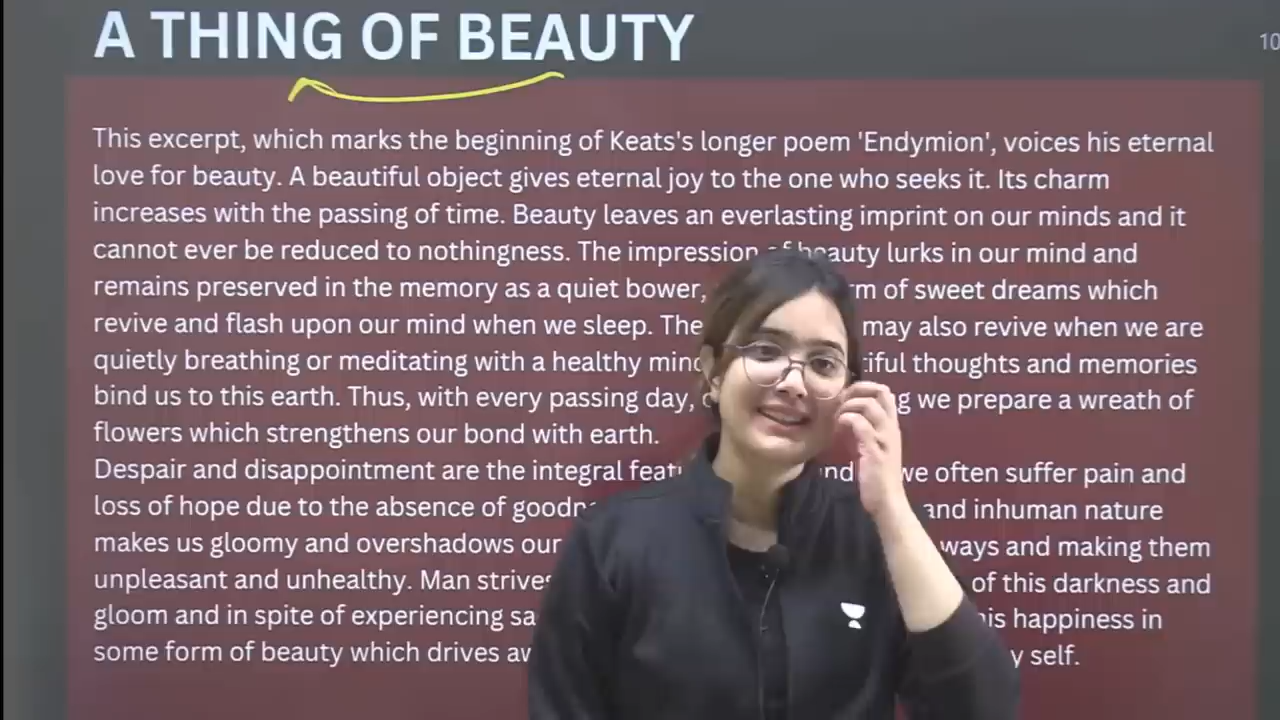 A THING OF BEAUTY
10
This excerpt, which marks the beginning of Keats's longer poem 'Endymion', voices his eternal
love for beauty. A beautiful object gives eternal joy to the one who seeks it. Its charm
increases with the passing of time. Beauty leaves an everlasting imprint on our minds and it
cannot ever be reduced to nothingness. The impression of beauty lurks in our mind and
remains preserved in the memory as a quiet bower, of sweet dreams which
revive and flash upon our mind when we sleep. may also revive when we are
quietly breathing or meditating with a healthy thoughts and memories
bind us to this earth. Thus, with every passing day, we prepare a wreath of
flowers which strengthens our bond with earth.
Despair and disappointment are the integral we often suffer pain and
loss of hope due to the absence of and inhuman nature
makes us gloomy and overshadows our ways and making them
unpleasant and unhealthy. Man of this darkness and
gloom and in spite of experiencing happiness in
some form of beauty which drives self.